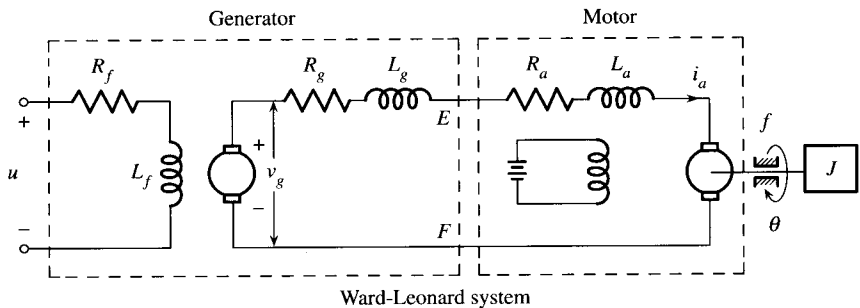 Generator
Motor
R_f
R_g
L_g
R_a
L_a
i_a
E
f
+
+
u
L_f
v_g
J
−
−
F
θ
Ward-Leonard system